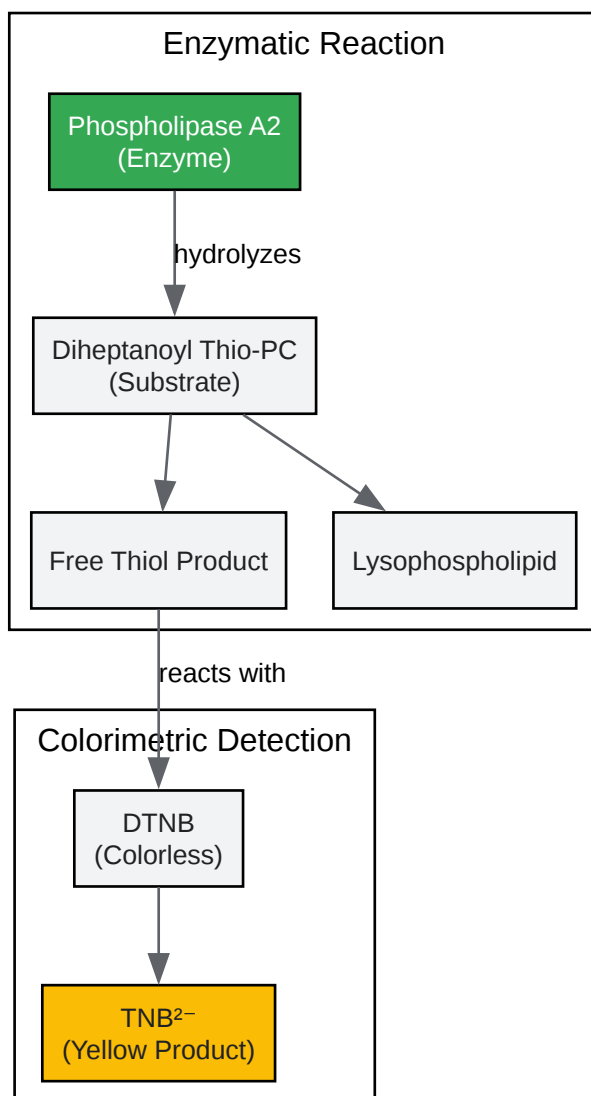 Enzymatic Reaction
Phospholipase A2
(Enzyme)
hydrolyzes
Diheptanoyl Thio-PC
(Substrate)
Free Thiol Product
Lysophospholipid
reacts with
Colorimetric Detection
DTNB
(Colorless)
TNB²⁻
(Yellow Product)